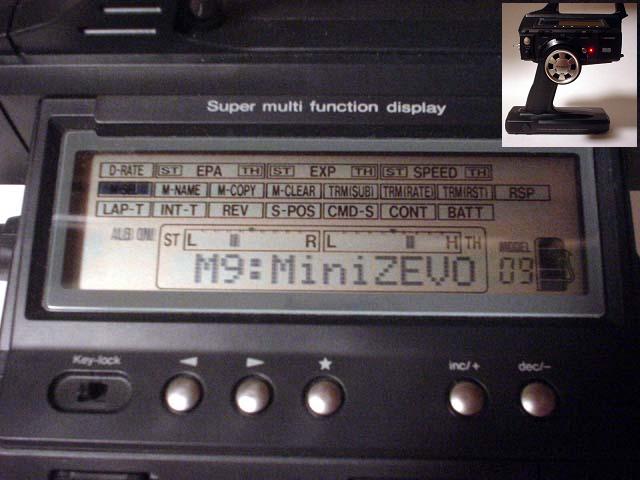 Super multi function display
D-RATE ST EPA TH ST EXP TH ST SPEED TH
M-SEL M-NAME M-COPY M-CLEAR TRM(SUB) TRM(RATE) TRM(RST) RSP
LAP-T INT-T REV S-POS CMD-S CONT BATT
ST L R L H TH MODEL
M9:MiniZEVO 09
Key-lock inc/+ dec/-